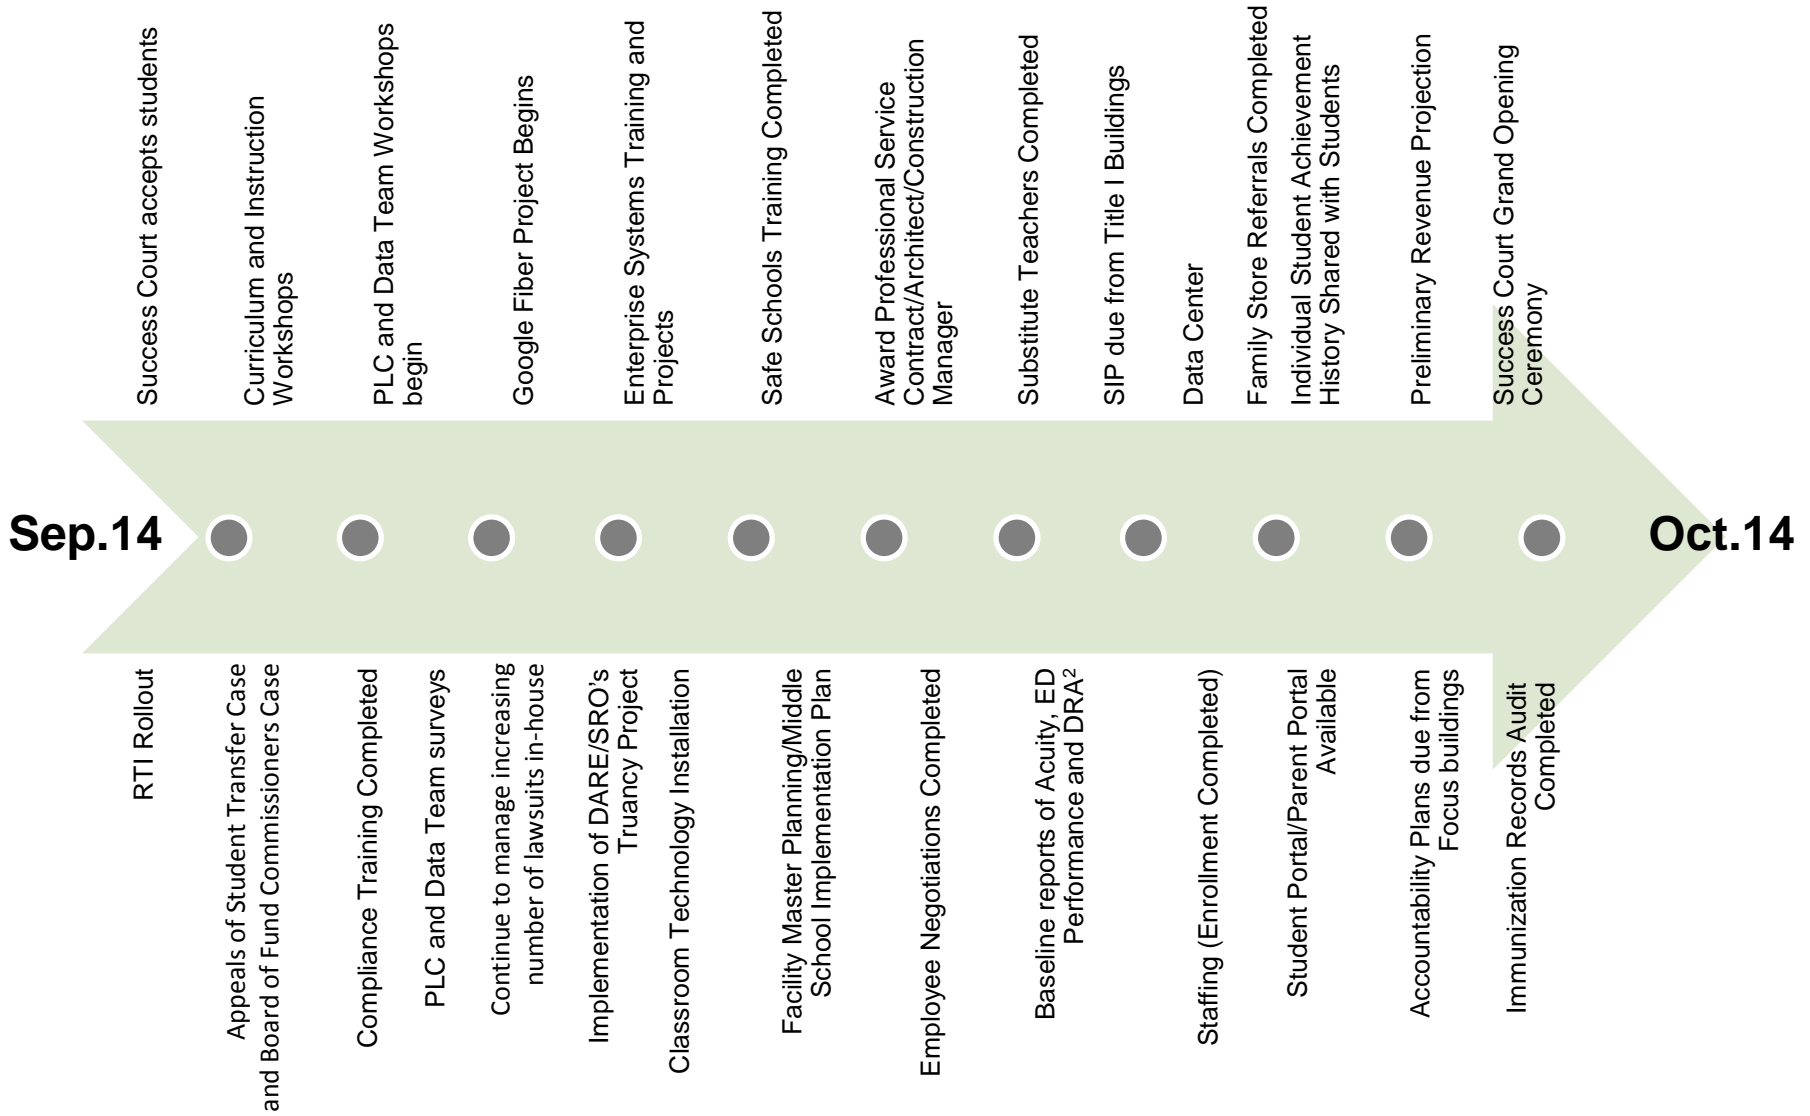 Success Court accepts students
Curriculum and Instruction
Workshops
PLC and Data Team Workshops
begin
Google Fiber Project Begins
Enterprise Systems Training and
Projects
Safe Schools Training Completed
Award Professional Service
Contract/Architect/Construction
Manager
Substitute Teachers Completed
SIP due from Title I Buildings
Data Center
Family Store Referrals Completed
Individual Student Achievement
History Shared with Students
Preliminary Revenue Projection
Success Court Grand Opening
Ceremony
Sep.14
Oct.14
RTI Rollout
Appeals of Student Transfer Case
and Board of Fund Commissioners Case
Compliance Training Completed
PLC and Data Team surveys
Continue to manage increasing
number of lawsuits in-house
Implementation of DARE/SRO’s
Truancy Project
Classroom Technology Installation
Facility Master Planning/Middle
School Implementation Plan
Employee Negotiations Completed
Baseline reports of Acuity, ED
Performance and DRA²
Staffing (Enrollment Completed)
Student Portal/Parent Portal
Available
Accountability Plans due from
Focus buildings
Immunization Records Audit
Completed